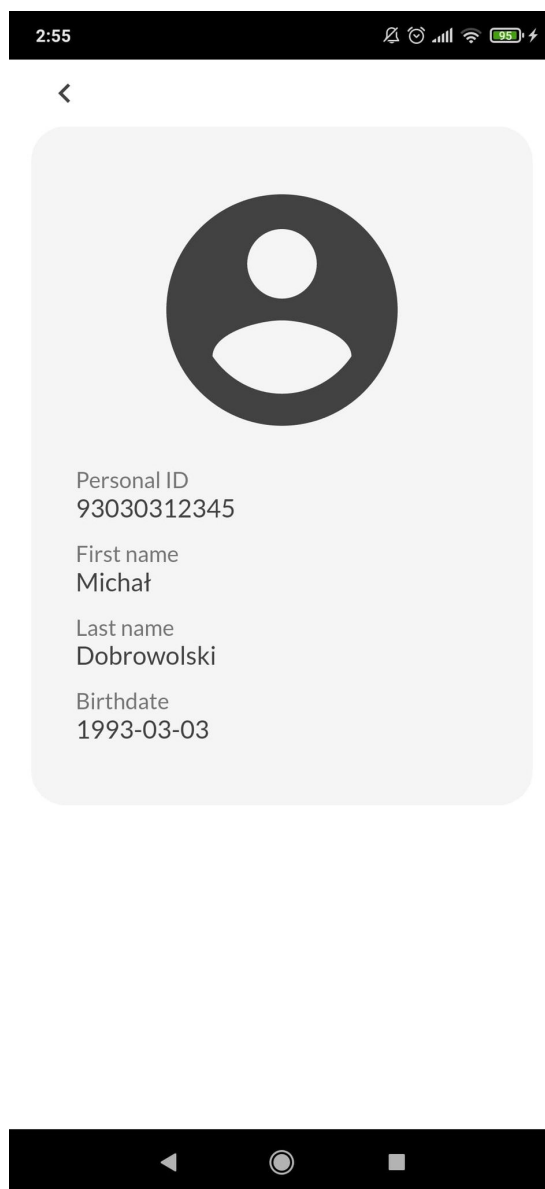 2:55
95
Personal ID
93030312345
First name
Michał
Last name
Dobrowolski
Birthdate
1993-03-03